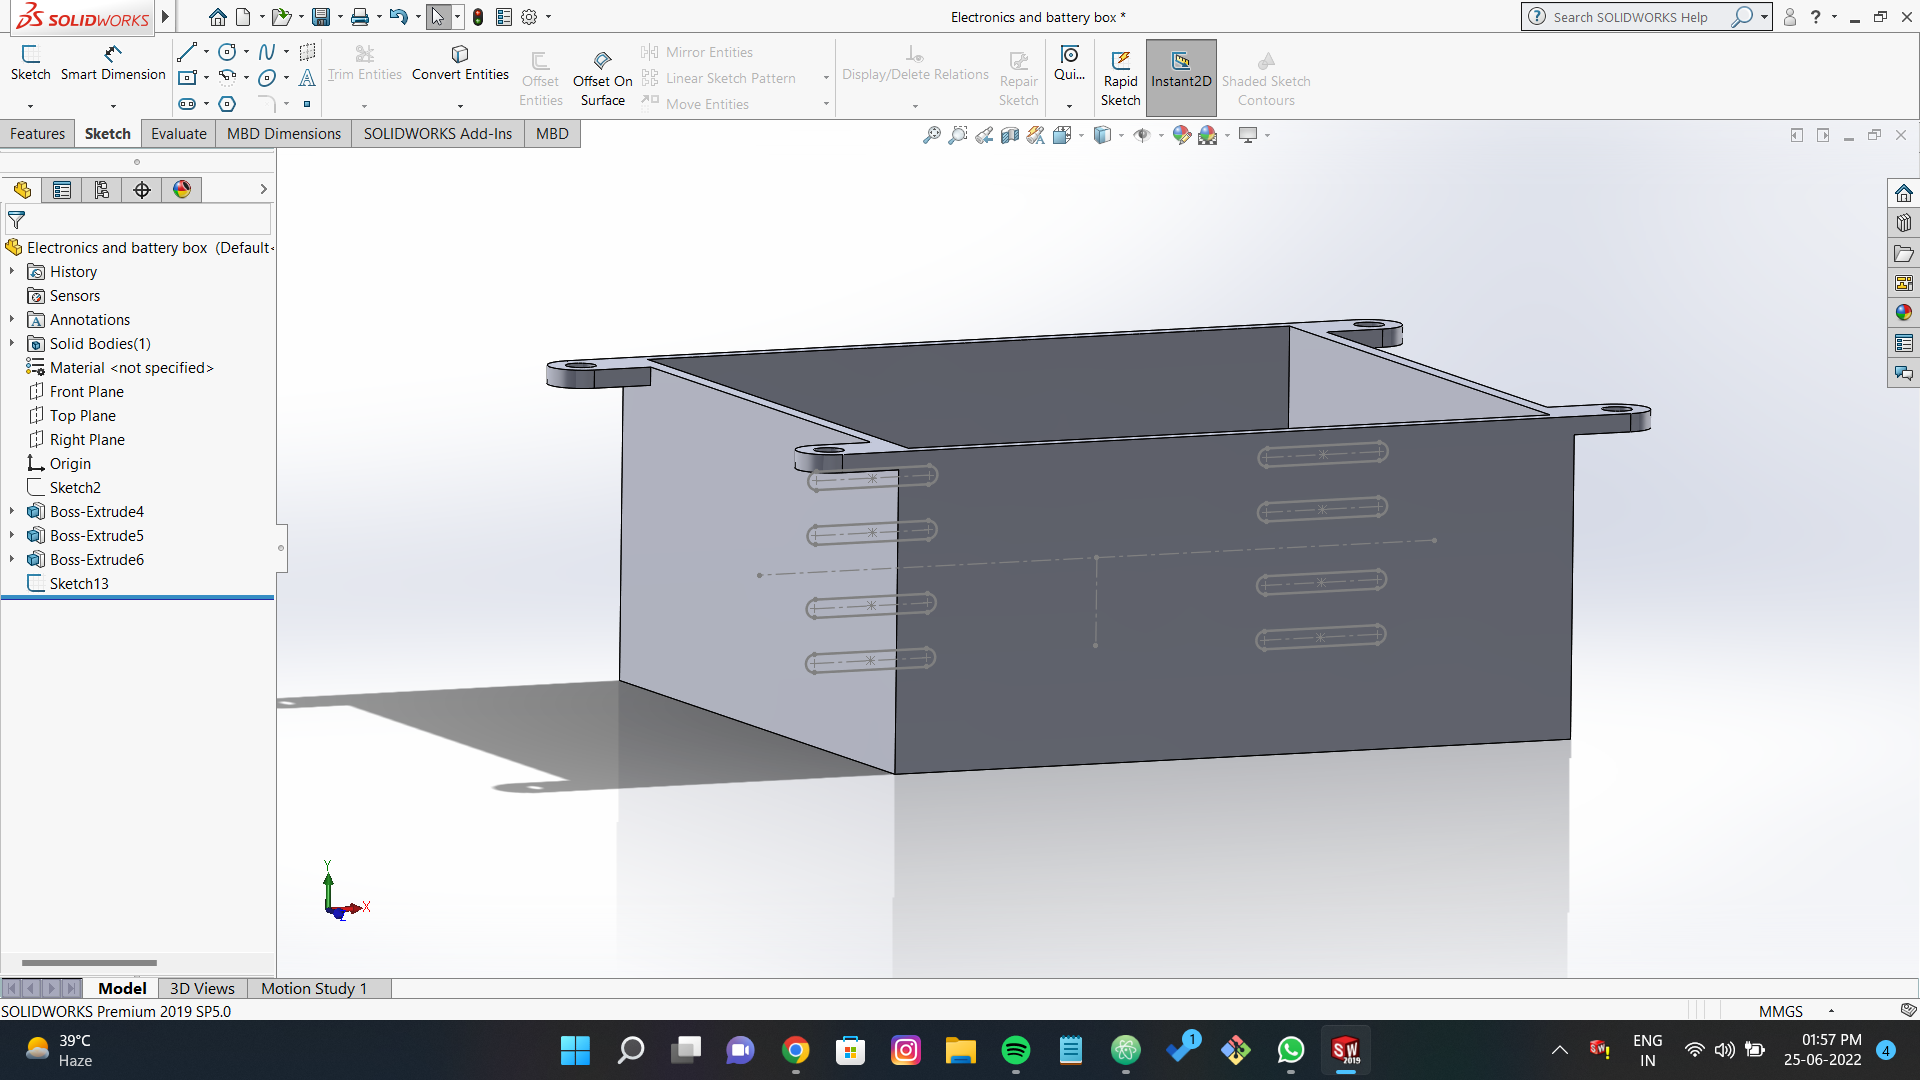 SOLIDWORKS
Electronics and battery box *
Search SOLIDWORKS Help
Sketch
Smart Dimension
Trim Entities
Convert Entities
Offset Entities
Offset On Surface
Mirror Entities
Linear Sketch Pattern
Move Entities
Display/Delete Relations
Repair Sketch
Qui...
Rapid Sketch
Instant2D
Shaded Sketch Contours
Features
Sketch
Evaluate
MBD Dimensions
SOLIDWORKS Add-Ins
MBD
Electronics and battery box (Default<
History
Sensors
Annotations
Solid Bodies(1)
Material <not specified>
Front Plane
Top Plane
Right Plane
Origin
Sketch2
Boss-Extrude4
Boss-Extrude5
Boss-Extrude6
Sketch13
Y
X
Z
Model
3D Views
Motion Study 1
SOLIDWORKS Premium 2019 SP5.0
MMGS
39°C
Haze
1
SW
2019
ENG
IN
01:57 PM
25-06-2022
4